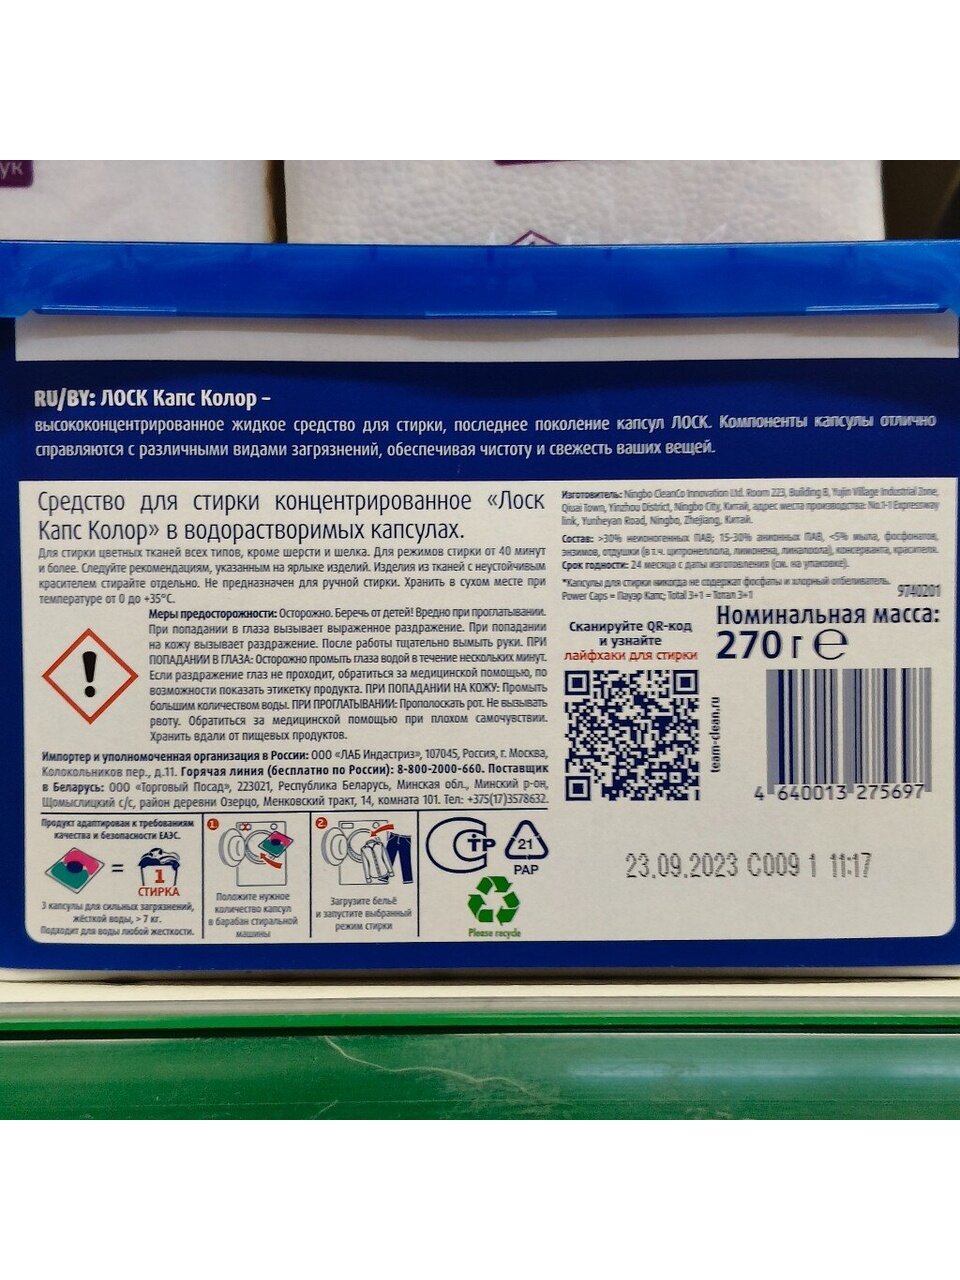 УК
RU/BY: ЛОСК Капс Колор –
высококонцентрированное жидкое средство для стирки, последнее поколение капсул ЛОСК. Компоненты капсулы отлично
справляются с различными видами загрязнений, обеспечивая чистоту и свежесть ваших вещей.
Средство для стирки концентрированное «Лоск
Капс Колор» в водорастворимых капсулах.
Для стирки цветных тканей всех типов, кроме шерсти и шелка. Для режимов стирки от 40 минут
и более. Следуйте рекомендациям, указанным на ярлыке изделий. Изделия из тканей с неустойчивым
красителем стирайте отдельно. Не предназначен для ручной стирки. Хранить в сухом месте при
температуре от 0 до +35°C.
Меры предосторожности: Осторожно. Беречь от детей! Вредно при проглатывании.
При попадании в глаза вызывает выраженное раздражение. При попадании
на кожу вызывает раздражение. После работы тщательно вымыть руки. ПРИ
ПОПАДАНИИ В ГЛАЗА: Осторожно промыть глаза водой в течение нескольких минут.
Если раздражение глаз не проходит, обратиться за медицинской помощью, по
возможности показать этикетку продукта. ПРИ ПОПАДАНИИ НА КОЖУ: Промыть
большим количеством воды. ПРИ ПРОГЛАТЫВАНИИ: Прополоскать рот. Не вызывать
рвоту. Обратиться за медицинской помощью при плохом самочувствии.
Хранить вдали от пищевых продуктов.
Импортер и уполномоченная организация в России: ООО «ЛАБ Индастриз», 107045, Россия, г. Москва,
Колокольников пер., д.11. Горячая линия (бесплатно по России): 8-800-2000-660. Поставщик
в Беларусь: ООО «Торговый Посад», 223021, Республика Беларусь, Минская обл., Минский р-он,
Щомыслицкий с/с, район деревни Озерцо, Менковский тракт, 14, комната 101. Тел: +375(17)3578632.
Продукт адаптирован к требованиям
качества и безопасности ЕАЭС.
=
1
СТИРКА
3 капсулы для сильных загрязнений,
жёсткой воды, > 7 кг.
Подходит для воды любой жесткости.
1
Положите нужное
количество капсул
в барабан стиральной
машины
2
Загрузите бельё
и запустите выбранный
режим стирки
СТР
21
PAP
Please recycle
Изготовитель: Ningbo CleanCo Innovation Ltd. Room 223, Building B, Yujin Village Industrial Zone,
Qiuai Town, Yinzhou District, Ningbo City, Китай, адрес места производства: No.1-1 Expressway
link, Yunheyan Road, Ningbo, Zhejiang, Китай.
Состав: >30% неионогенных ПАВ; 15-30% анионных ПАВ, <5% мыла, фосфонатов,
энзимов, отдушки (в т.ч. цитронеллола, лимонена, линалоола), консерванта, красителя.
Срок годности: 24 месяца с даты изготовления (см. на упаковке).
*Капсулы для стирки никогда не содержат фосфаты и хлорный отбеливатель.
Power Caps = Пауэр Капс; Total 3+1 = Тотал 3+1
9740201
Сканируйте QR-код
и узнайте
лайфхаки для стирки
team-clean.ru
Номинальная масса:
270 г ℮
4 640013 275697
23.09.2023 C009 1 11:17